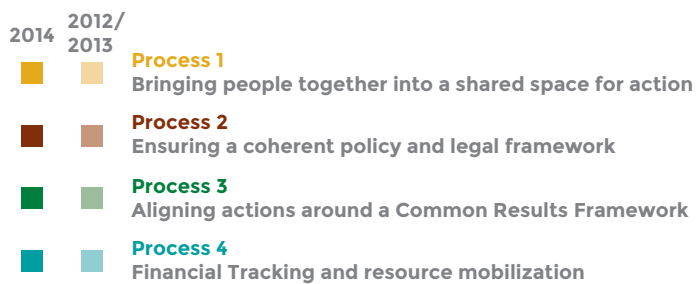 2014
2012/
2013
Process 1
Bringing people together into a shared space for action
Process 2
Ensuring a coherent policy and legal framework
Process 3
Aligning actions around a Common Results Framework
Process 4
Financial Tracking and resource mobilization